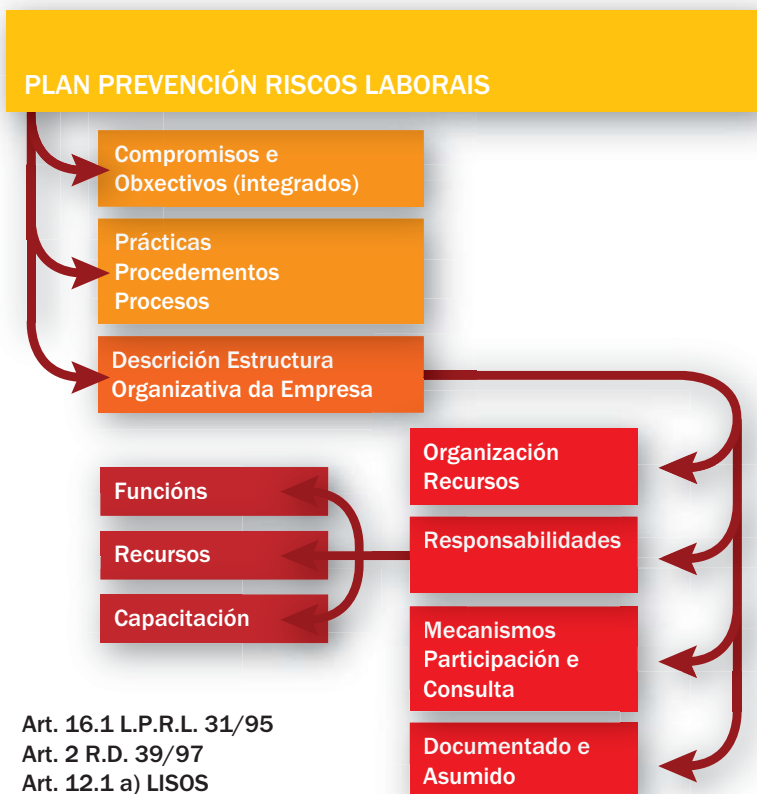 PLAN PREVENCIÓN RISCOS LABORAIS
Compromisos e
Obxectivos (integrados)
Prácticas
Procedementos
Procesos
Descrición Estructura
Organizativa da Empresa
Organización
Recursos
Responsabilidades
Funcións
Recursos
Capacitación
Mecanismos
Participación e
Consulta
Documentado e
Asumido
Art. 16.1 L.P.R.L. 31/95
Art. 2 R.D. 39/97
Art. 12.1 a) LISOS